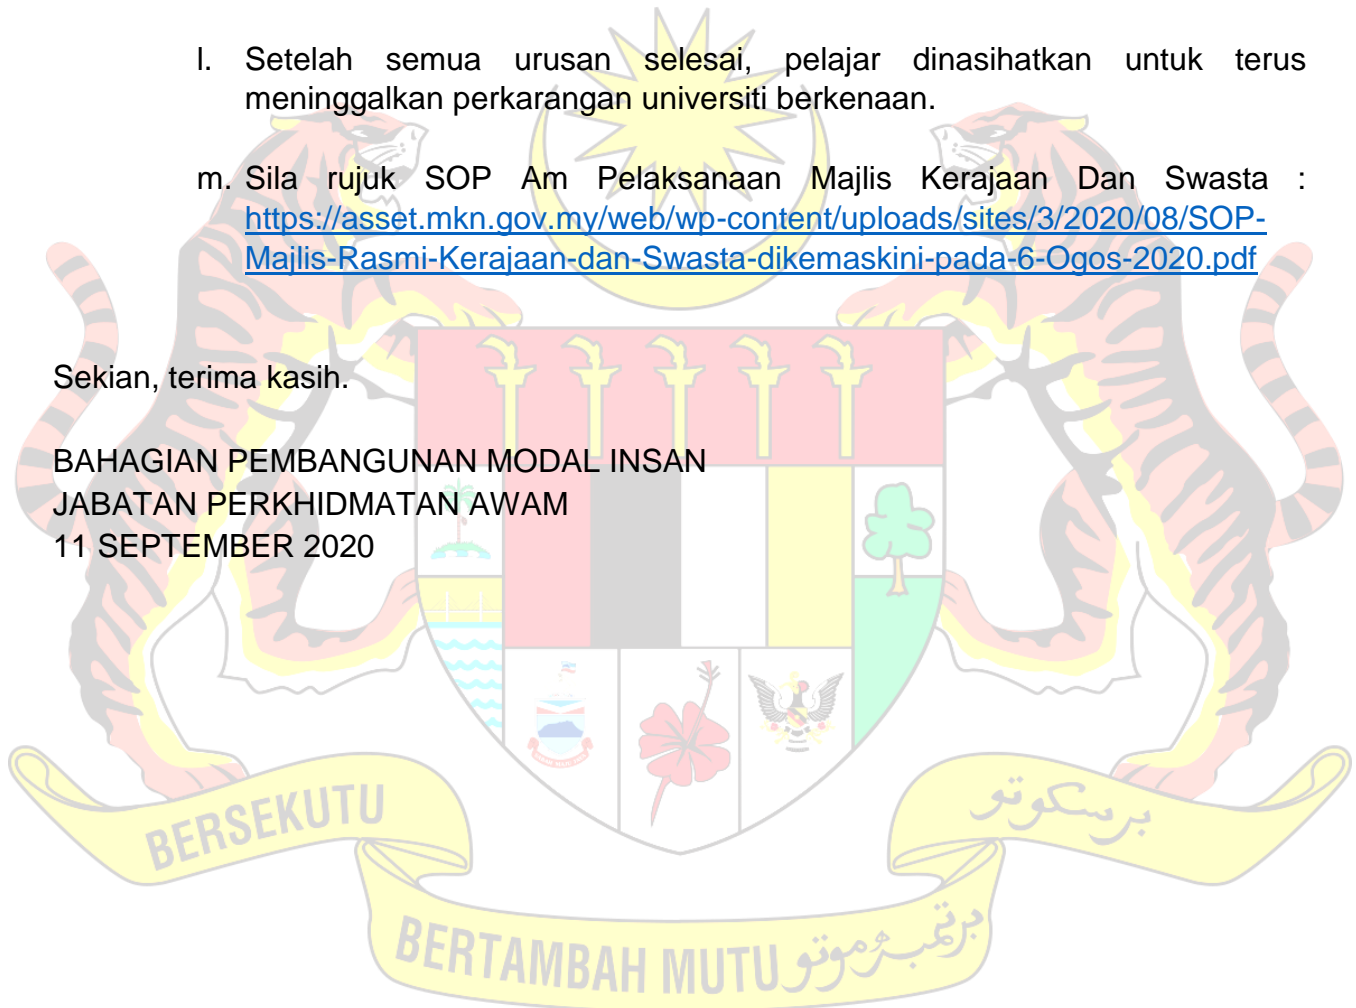 l. Setelah semua urusan selesai, pelajar dinasihatkan untuk terus
meninggalkan perkarangan universiti berkenaan.
m. Sila rujuk SOP Am Pelaksanaan Majlis Kerajaan Dan Swasta :
https://asset.mkn.gov.my/web/wp-content/uploads/sites/3/2020/08/SOP-
Majlis-Rasmi-Kerajaan-dan-Swasta-dikemaskini-pada-6-Ogos-2020.pdf
Sekian, terima kasih.
BAHAGIAN PEMBANGUNAN MODAL INSAN
JABATAN PERKHIDMATAN AWAM
11 SEPTEMBER 2020
BERSEKUTU برسكوتو
BERTAMBAH MUTU برتمبه موتو